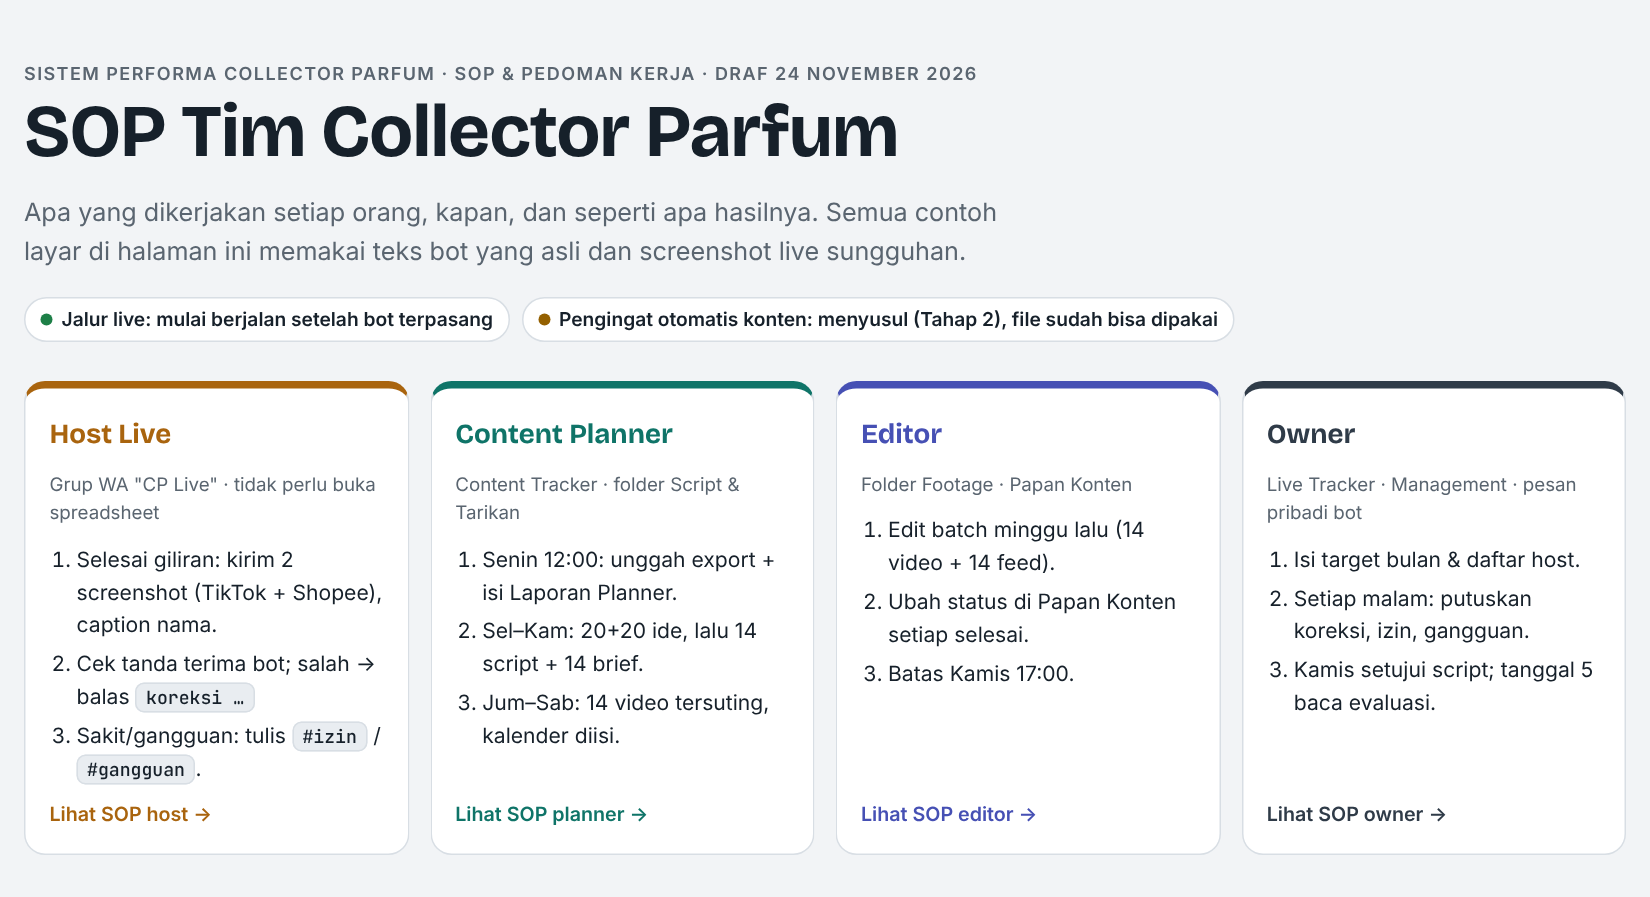 SISTEM PERFORMA COLLECTOR PARFUM · SOP & PEDOMAN KERJA · DRAF 24 NOVEMBER 2026
SOP Tim Collector Parfum
Apa yang dikerjakan setiap orang, kapan, dan seperti apa hasilnya. Semua contoh
layar di halaman ini memakai teks bot yang asli dan screenshot live sungguhan.
Jalur live: mulai berjalan setelah bot terpasang
Pengingat otomatis konten: menyusul (Tahap 2), file sudah bisa dipakai
Host Live
Grup WA "CP Live" · tidak perlu buka
spreadsheet
1. Selesai giliran: kirim 2
screenshot (TikTok + Shopee),
caption nama.
2. Cek tanda terima bot; salah →
balas koreksi …
3. Sakit/gangguan: tulis #izin /
#gangguan.
Lihat SOP host →
Content Planner
Content Tracker · folder Script &
Tarikan
1. Senin 12:00: unggah export +
isi Laporan Planner.
2. Sel–Kam: 20+20 ide, lalu 14
script + 14 brief.
3. Jum–Sab: 14 video tersuting,
kalender diisi.
Lihat SOP planner →
Editor
Folder Footage · Papan Konten
1. Edit batch minggu lalu (14
video + 14 feed).
2. Ubah status di Papan Konten
setiap selesai.
3. Batas Kamis 17:00.
Lihat SOP editor →
Owner
Live Tracker · Management · pesan
pribadi bot
1. Isi target bulan & daftar host.
2. Setiap malam: putuskan
koreksi, izin, gangguan.
3. Kamis setujui script; tanggal 5
baca evaluasi.
Lihat SOP owner →